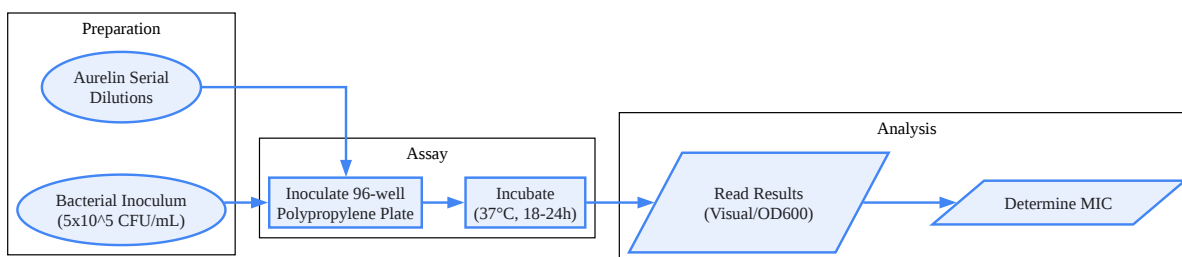 Preparation
Aurelin Serial
Dilutions
Bacterial Inoculum
(5x10^5 CFU/mL)
Assay
Inoculate 96-well
Polypropylene Plate
Incubate
(37°C, 18-24h)
Analysis
Read Results
(Visual/OD600)
Determine MIC